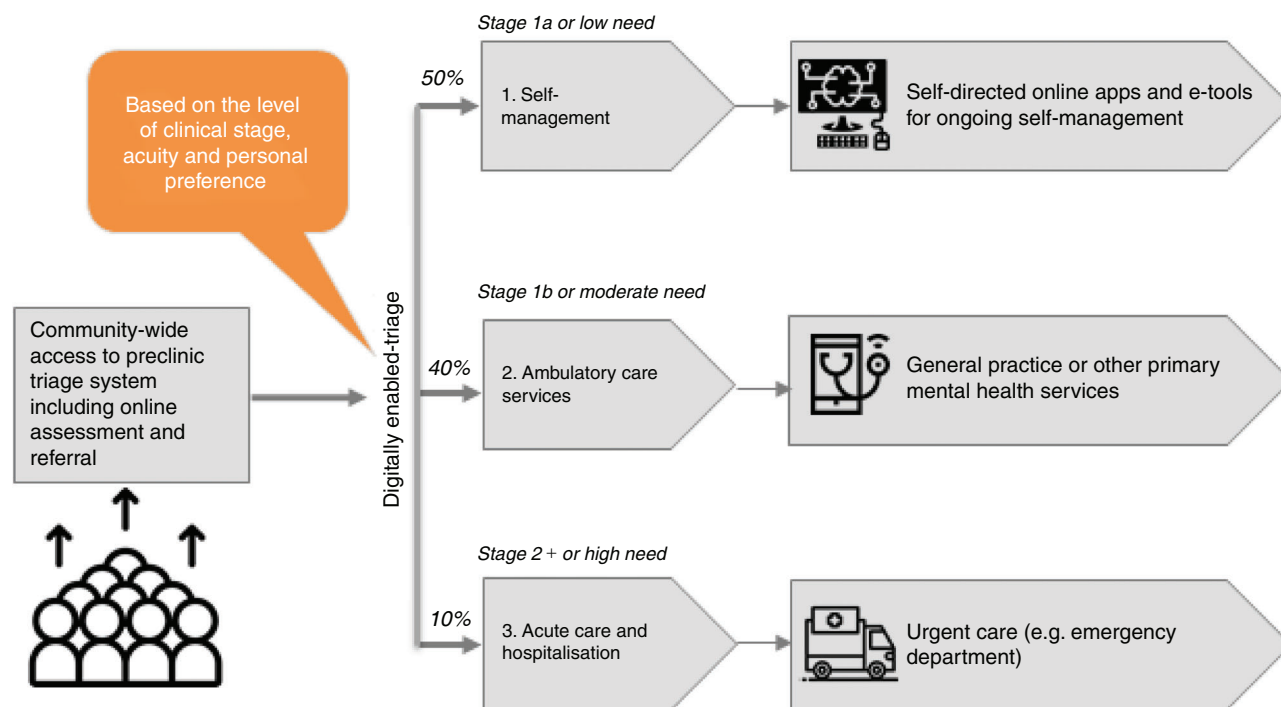 Stage 1a or low need
50%
1. Self-
management
Self-directed online apps and e-tools
for ongoing self-management
Based on the level
of clinical stage,
acuity and personal
preference
Community-wide
access to preclinic
triage system
including online
assessment and
referral
Digitally enabled-triage
Stage 1b or moderate need
40%
2. Ambulatory care
services
General practice or other primary
mental health services
Stage 2+ or high need
10%
3. Acute care and
hospitalisation
Urgent care (e.g. emergency
department)